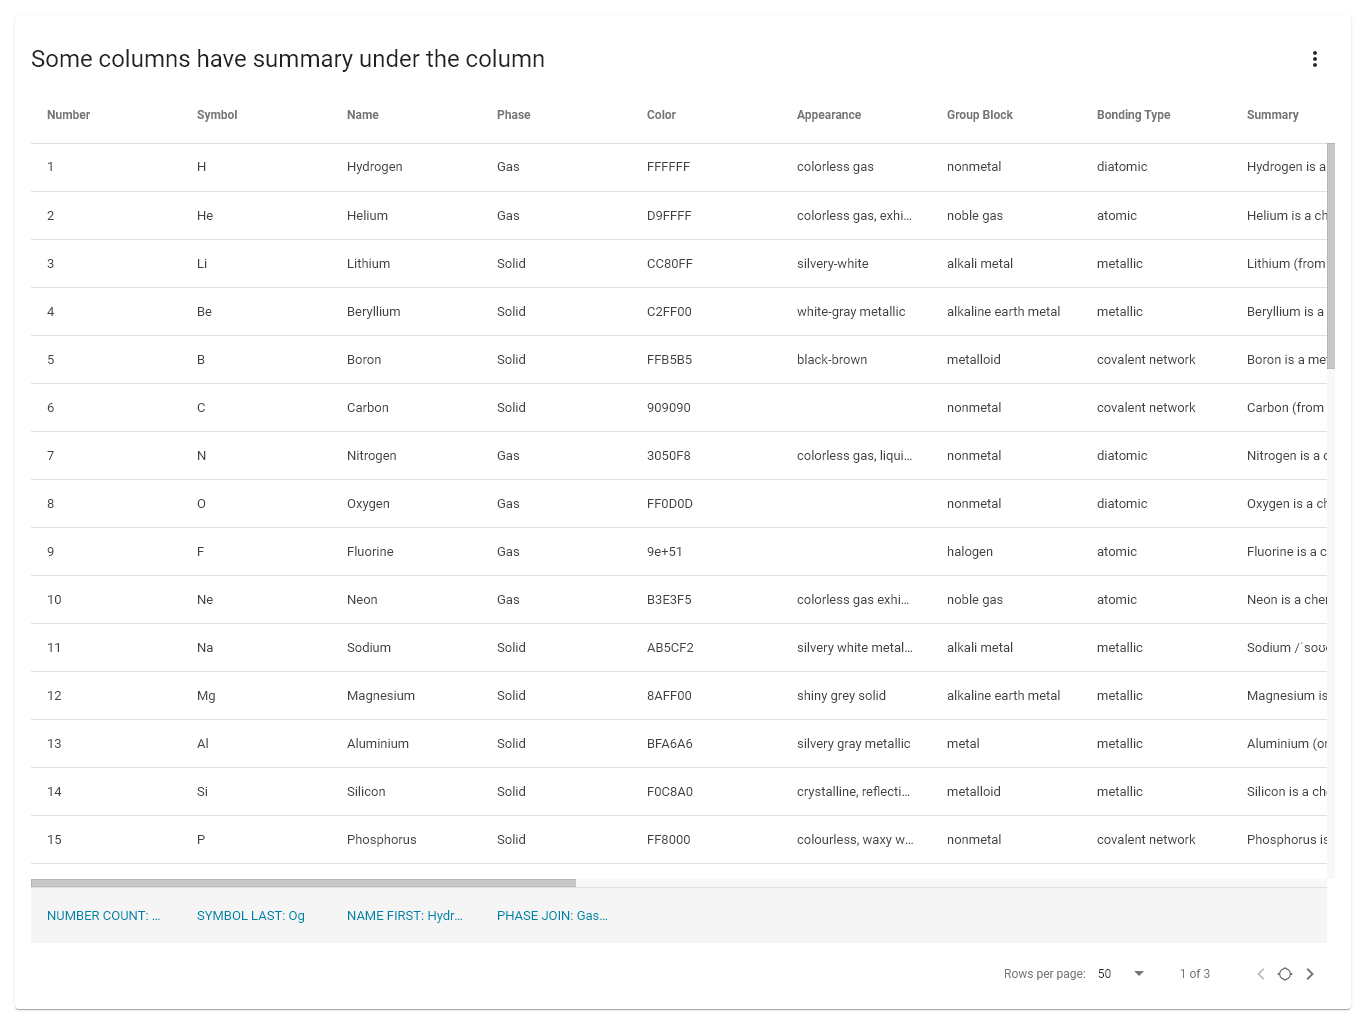 Some columns have summary under the column
Number Symbol Name Phase Color Appearance Group Block Bonding Type Summary
1 H Hydrogen Gas FFFFFF colorless gas nonmetal diatomic Hydrogen is a
2 He Helium Gas D9FFFF colorless gas, exhi... noble gas atomic Helium is a ch
3 Li Lithium Solid CC80FF silvery-white alkali metal metallic Lithium (from
4 Be Beryllium Solid C2FF00 white-gray metallic alkaline earth metal metallic Beryllium is a
5 B Boron Solid FFB5B5 black-brown metalloid covalent network Boron is a me
6 C Carbon Solid 909090 nonmetal covalent network Carbon (from
7 N Nitrogen Gas 3050F8 colorless gas, liqui... nonmetal diatomic Nitrogen is a c
8 O Oxygen Gas FF0D0D nonmetal diatomic Oxygen is a ch
9 F Fluorine Gas 9e+51 halogen atomic Fluorine is a c
10 Ne Neon Gas B3E3F5 colorless gas exhi... noble gas atomic Neon is a cher
11 Na Sodium Solid AB5CF2 silvery white metal... alkali metal metallic Sodium /ˈsoʊ
12 Mg Magnesium Solid 8AFF00 shiny grey solid alkaline earth metal metallic Magnesium is
13 Al Aluminium Solid BFA6A6 silvery gray metallic metal metallic Aluminium (or
14 Si Silicon Solid F0C8A0 crystalline, reflecti... metalloid metallic Silicon is a ch
15 P Phosphorus Solid FF8000 colourless, waxy w... nonmetal covalent network Phosphorus is
NUMBER COUNT: ... SYMBOL LAST: Og NAME FIRST: Hydr... PHASE JOIN: Gas...
Rows per page: 50 1 of 3